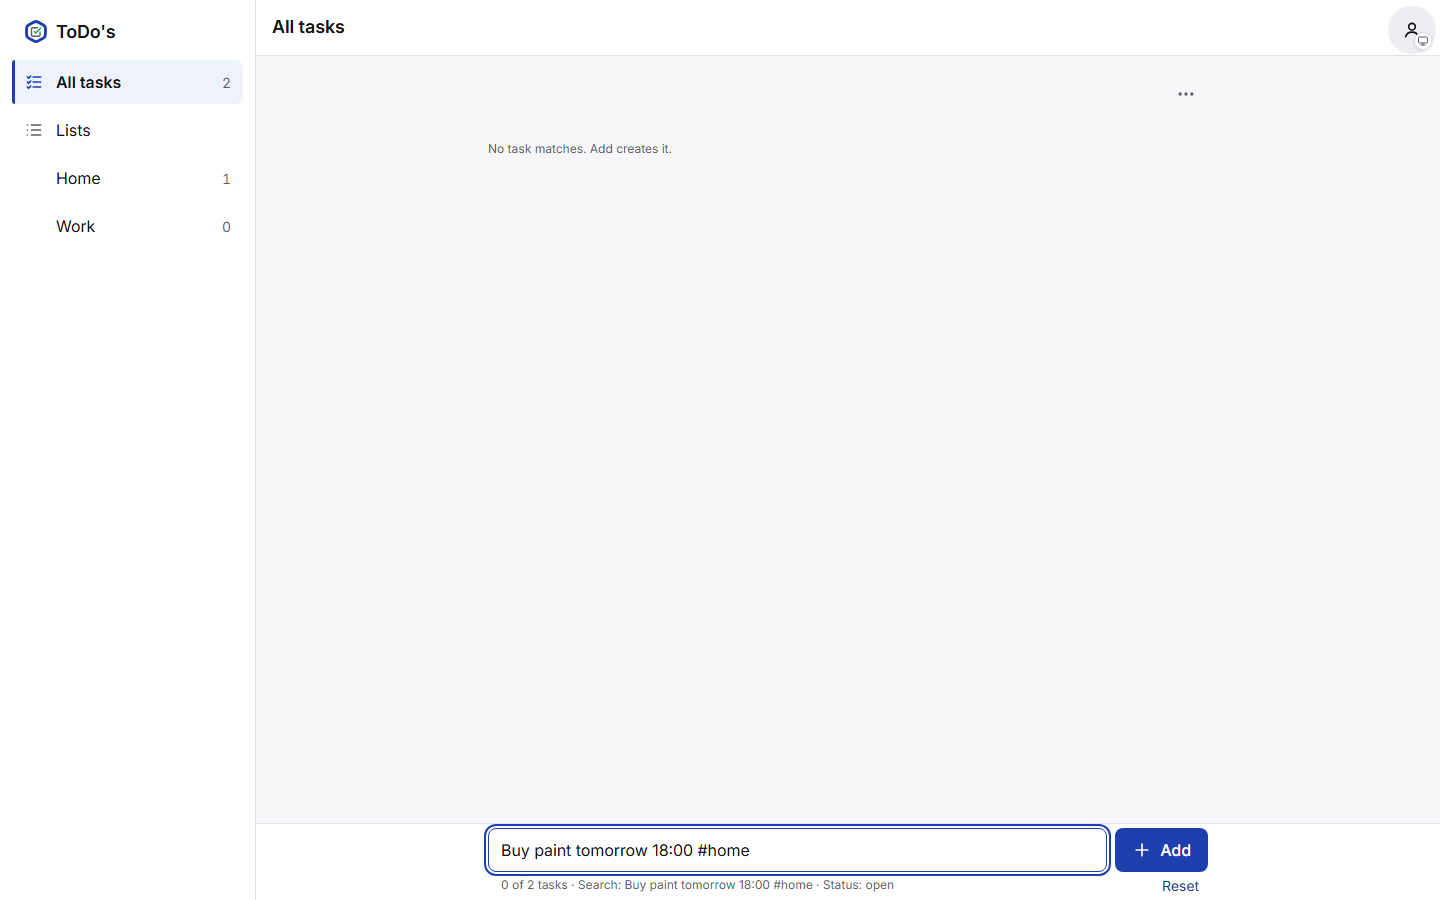 ToDo's
All tasks 2
Lists
Home 1
Work 0
All tasks
No task matches. Add creates it.
Buy paint tomorrow 18:00 #home
Add
0 of 2 tasks · Search: Buy paint tomorrow 18:00 #home · Status: open
Reset